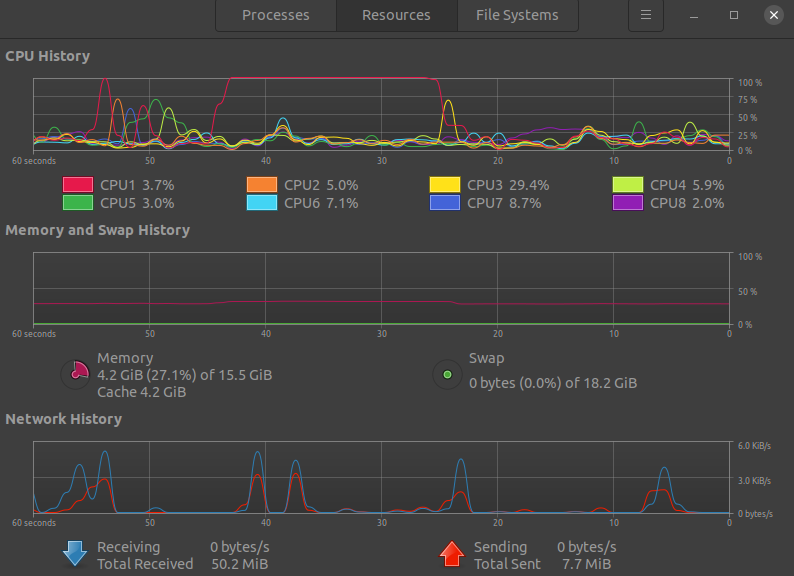 Processes Resources File Systems
CPU History
100 %
75 %
50 %
25 %
0 %
60 seconds 50 40 30 20 10 0
CPU1 3.7% CPU2 5.0% CPU3 29.4% CPU4 5.9%
CPU5 3.0% CPU6 7.1% CPU7 8.7% CPU8 2.0%
Memory and Swap History
100 %
50 %
0 %
60 seconds 50 40 30 20 10 0
Memory
4.2 GiB (27.1%) of 15.5 GiB
Cache 4.2 GiB
Swap
0 bytes (0.0%) of 18.2 GiB
Network History
6.0 KiB/s
3.0 KiB/s
0 bytes/s
60 seconds 50 40 30 20 10 0
Receiving 0 bytes/s
Total Received 50.2 MiB
Sending 0 bytes/s
Total Sent 7.7 MiB